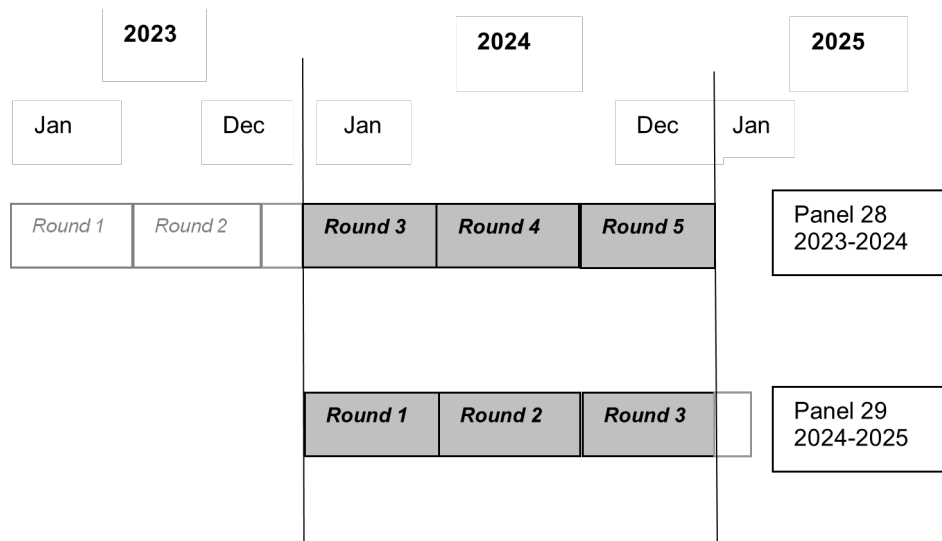 2023
2024
2025
Jan
Dec
Jan
Dec
Jan
Round 1
Round 2
Round 3
Round 4
Round 5
Panel 28
2023-2024
Round 1
Round 2
Round 3
Panel 29
2024-2025